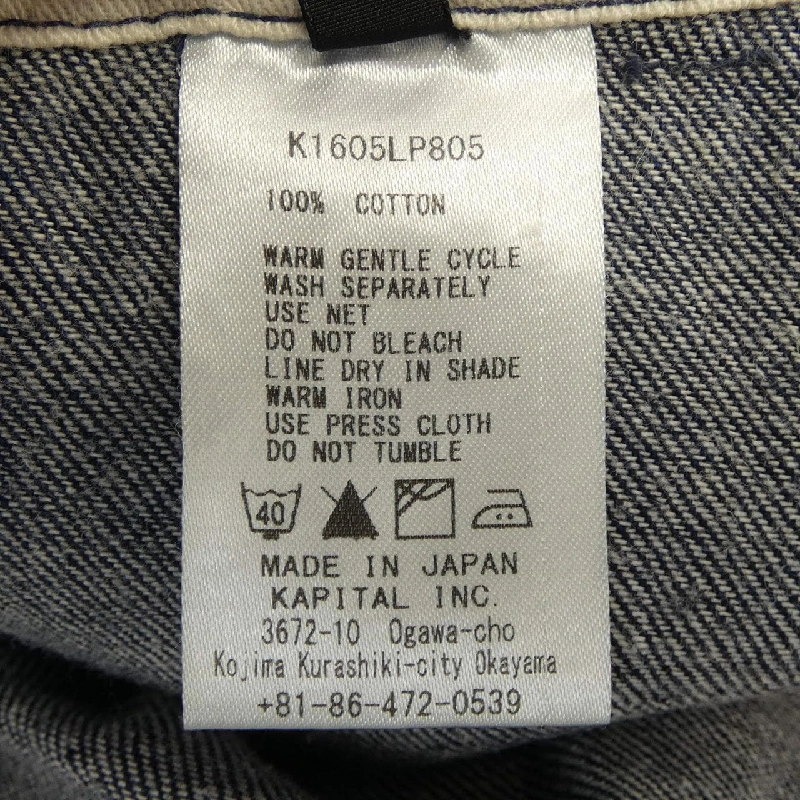 K1605LP805
100% COTTON
WARM GENTLE CYCLE
WASH SEPARATELY
USE NET
DO NOT BLEACH
LINE DRY IN SHADE
WARM IRON
USE PRESS CLOTH
DO NOT TUMBLE
40
MADE IN JAPAN
KAPITAL INC.
3672-10 Ogawa-cho
Kojima Kurashiki-city Okayama
+81-86-472-0539